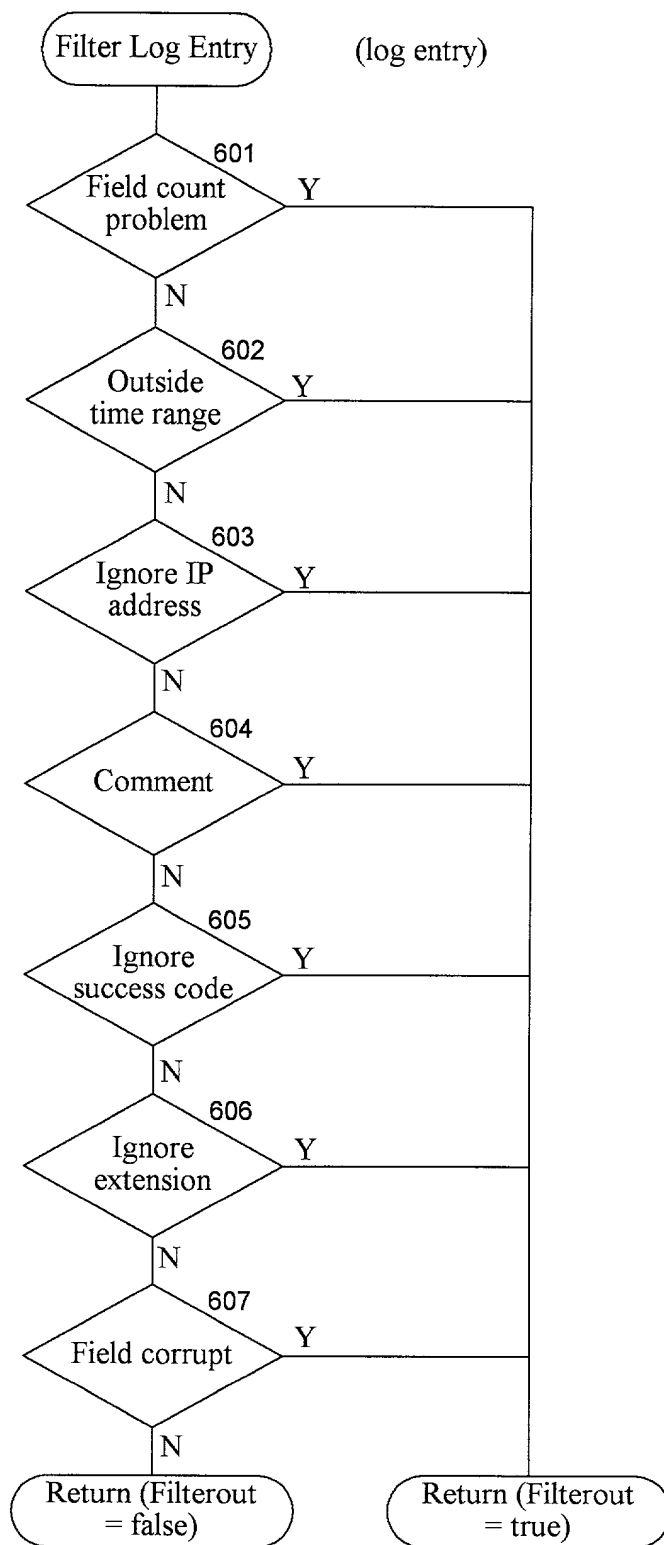 Filter Log Entry
(log entry)
601
Field count
problem
Y
N
602
Outside
time range
Y
N
603
Ignore IP
address
Y
N
604
Comment
Y
N
605
Ignore
success code
Y
N
606
Ignore
extension
Y
N
607
Field corrupt
Y
N
Return (Filterout
= false)
Return (Filterout
= true)